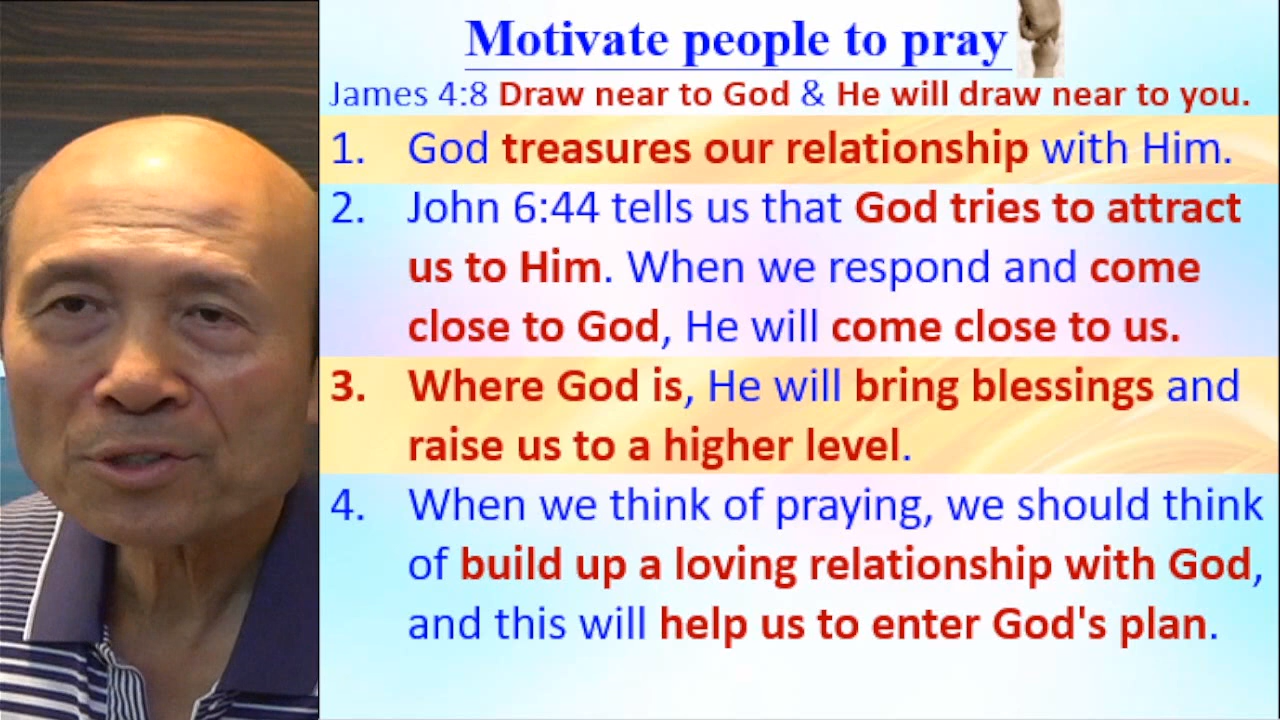 Motivate people to pray
James 4:8 Draw near to God & He will draw near to you.
1. God treasures our relationship with Him.
2. John 6:44 tells us that God tries to attract
us to Him. When we respond and come
close to God, He will come close to us.
3. Where God is, He will bring blessings and
raise us to a higher level.
4. When we think of praying, we should think
of build up a loving relationship with God,
and this will help us to enter God's plan.